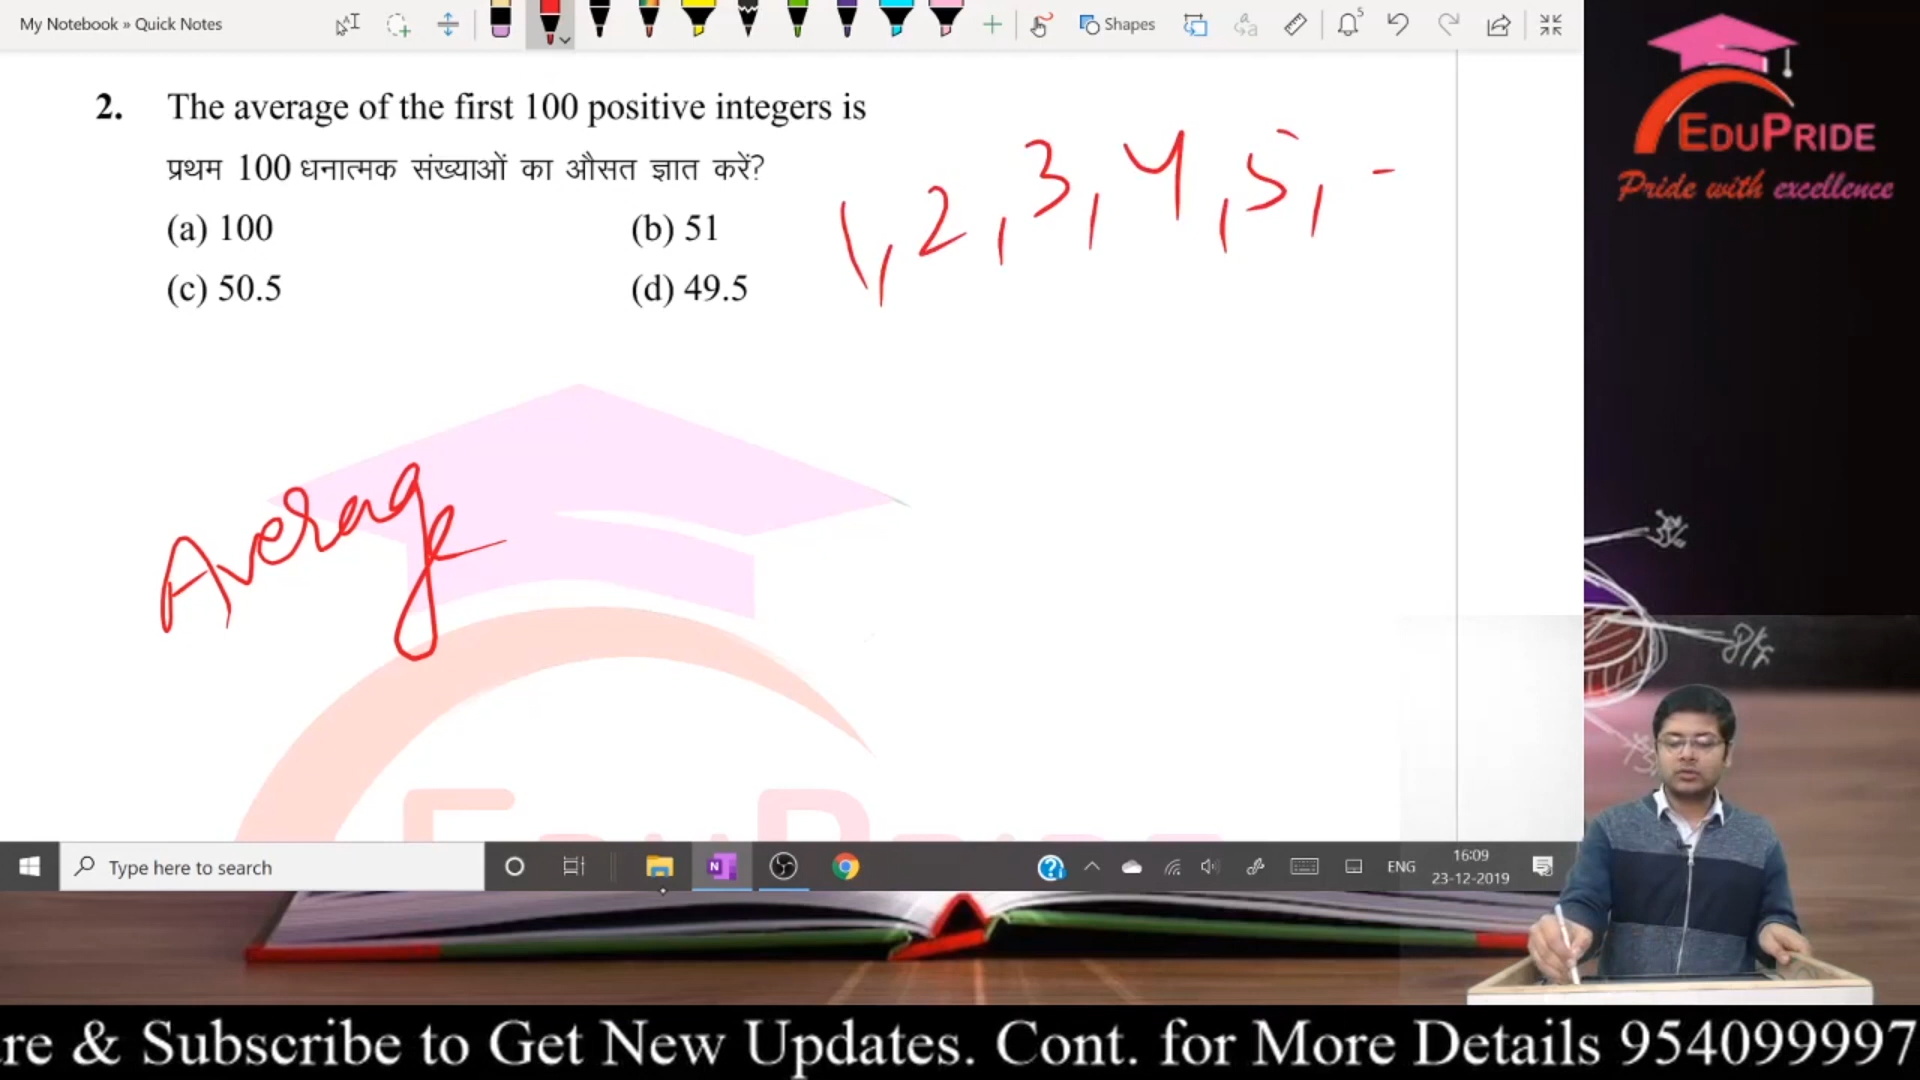 My Notebook » Quick Notes
Shapes
5
2. The average of the first 100 positive integers is
प्रथम 100 धनात्मक संख्याओं का औसत ज्ञात करें?
(a) 100 (b) 51
(c) 50.5 (d) 49.5
1, 2, 3, 4, 5, -
Average
EDUPRIDE
Pride with excellence
EDUPRIDE
Type here to search
ENG
16:09
23-12-2019
re & Subscribe to Get New Updates. Cont. for More Details 954099997